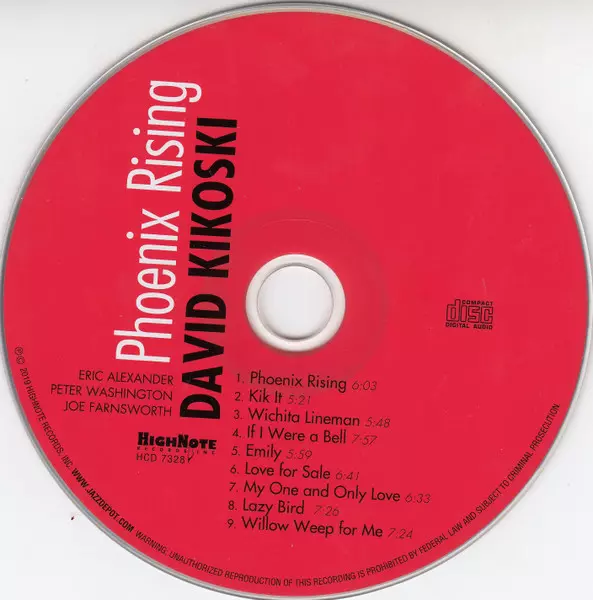 Phoenix Rising
DAVID KIKOSKI
ERIC ALEXANDER
PETER WASHINGTON
JOE FARNSWORTH
HIGHNOTE
RECORDS, INC.
HCD 7328
COMPACT
disc
DIGITAL AUDIO
1. Phoenix Rising 6:03
2. Kik It 5:21
3. Wichita Lineman 5:48
4. If I Were a Bell 7:57
5. Emily 5:59
6. Love for Sale 6:41
7. My One and Only Love 6:33
8. Lazy Bird 7:26
9. Willow Weep for Me 7:24
℗© 2019 HIGHNOTE RECORDS, INC. WWW.JAZZDEPOT.COM WARNING. UNAUTHORIZED REPRODUCTION OF THIS RECORDING IS PROHIBITED BY FEDERAL LAW AND SUBJECT TO CRIMINAL PROSECUTION.